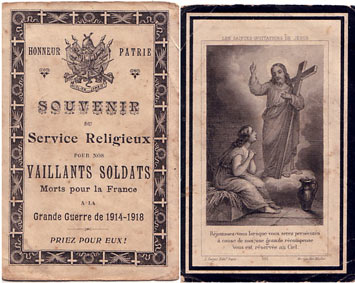 HONNEUR PATRIE
SOUVENIR
DU
Service Religieux
POUR NOS
VAILLANTS SOLDATS
Morts pour la France
A LA
Grande Guerre de 1914-1918
PRIEZ POUR EUX!
LES SAINTES INVITATIONS DE JÉSUS
Réjouissez-vous lorsque vous serez persécutés
à cause de moi, une grande récompense
vous est réservée au Ciel.